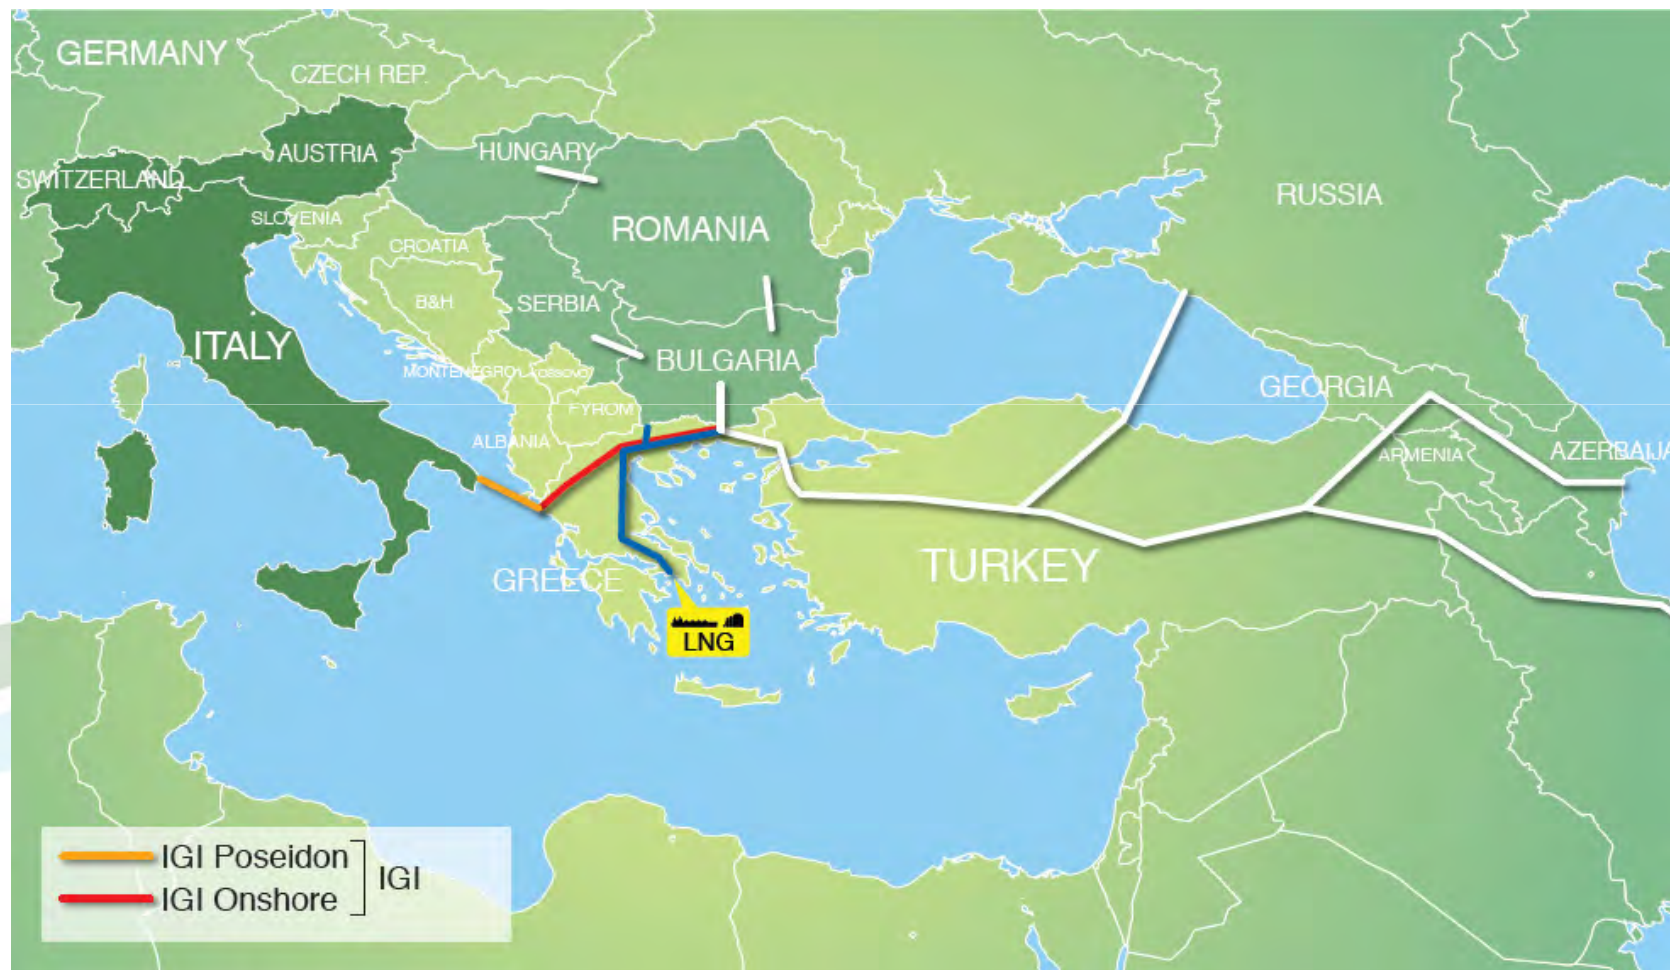 GERMANY
CZECH REP.
AUSTRIA
HUNGARY
SWITZERLAND
RUSSIA
SLOVENIA
ROMANIA
CROATIA
B&H
SERBIA
ITALY
BULGARIA
MONTENEGRO
GEORGIA
FYROM
ALBANIA
ARMENIA
AZERBAIJA
TURKEY
GREECE
LNG
IGI Poseidon
IGI
IGI Onshore